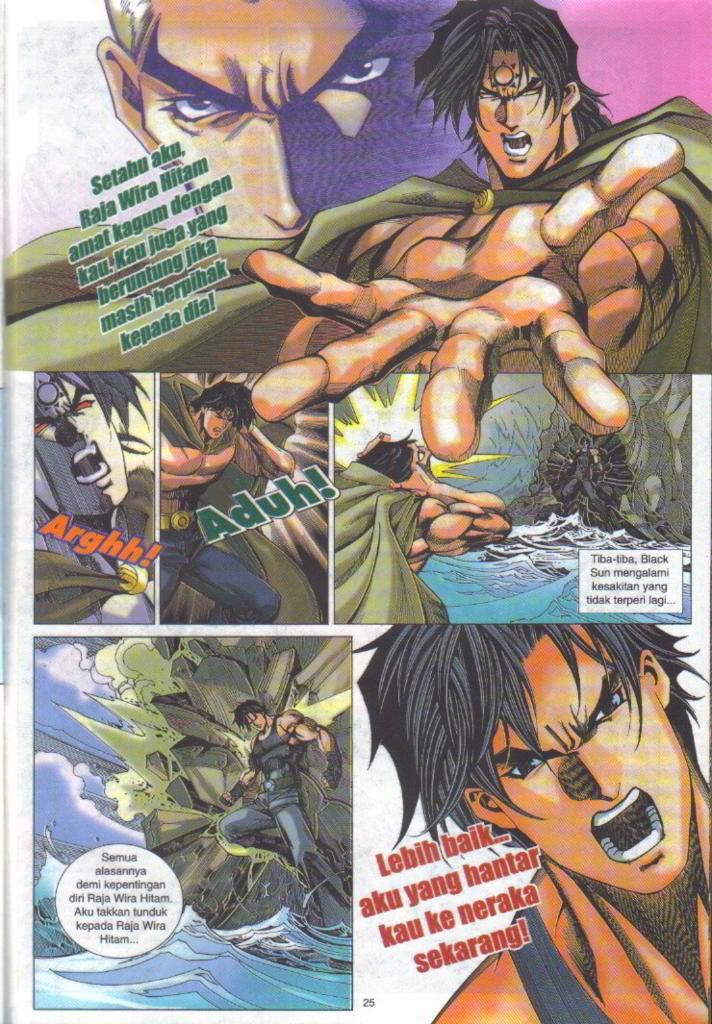 Setahu aku,
Raja Wira Hitam
amat kagum dengan
kau. Kau juga yang
beruntung jika
masih berpihak
kepada dia!
Arghh!
Aduh!
Tiba-tiba, Black
Sun mengalami
kesakitan yang
tidak terperi lagi...
Semua
alasannya
demi kepentingan
diri Raja Wira Hitam.
Aku takkan tunduk
kepada Raja Wira
Hitam...
Lebih baik...
aku yang hantar
kau ke neraka
sekarang!
25